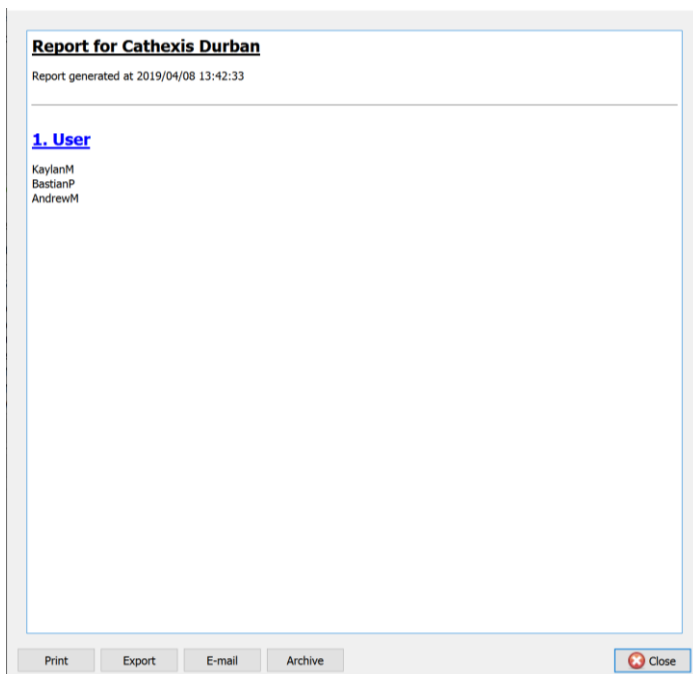 Report for Cathexis Durban
Report generated at 2019/04/08 13:42:33
1. User
KaylanM
BastianP
AndrewM
Print Export E-mail Archive Close